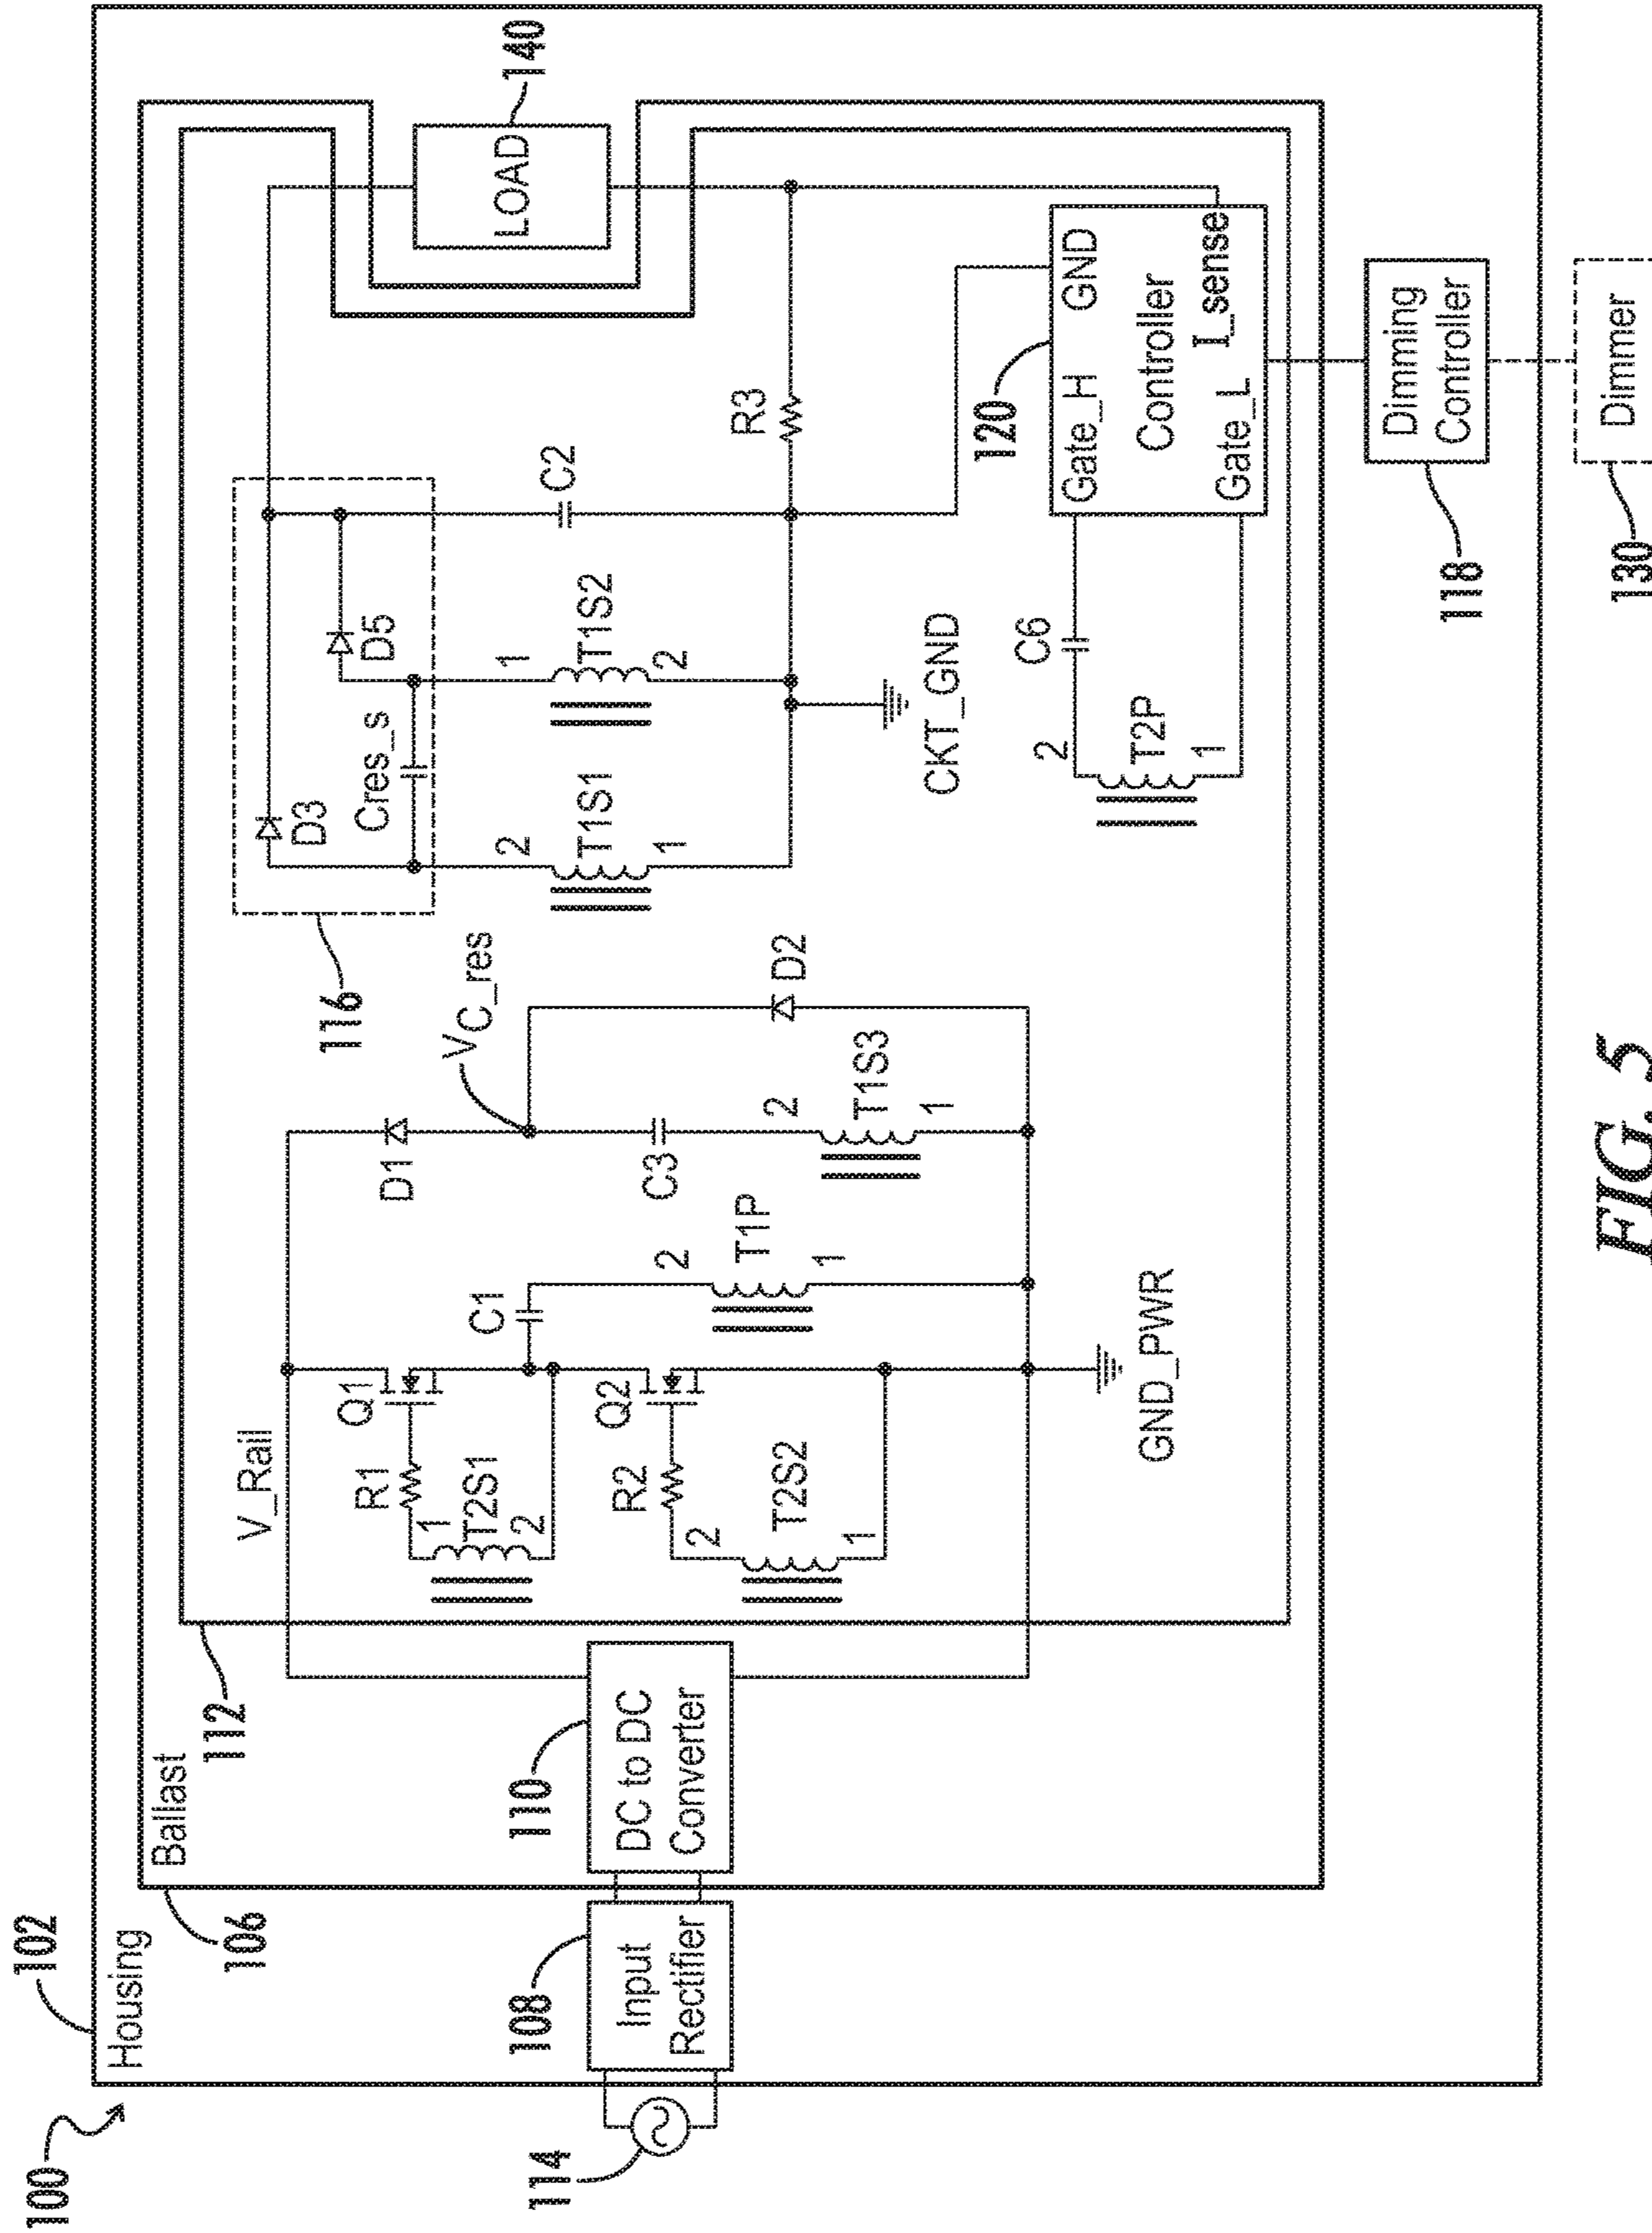 100
102
Housing
106
Ballast
112
114
108
Input
Rectifier
110
DC to DC
Converter
V_Rail
Q1
R1
1
T2S1
2
Q2
R2
2
T2S2
1
C1
2
T1P
1
GND_PWR
D1
VC_res
C3
2
T1S3
1
D2
116
D3
Cres_s
D5
2
T1S1
1
1
T1S2
2
C2
CKT_GND
R3
LOAD
140
C6
2
T2P
1
120
Gate_H
GND
Controller
Gate_L
I_sense
Dimming
Controller
118
Dimmer
130
FIG. 5